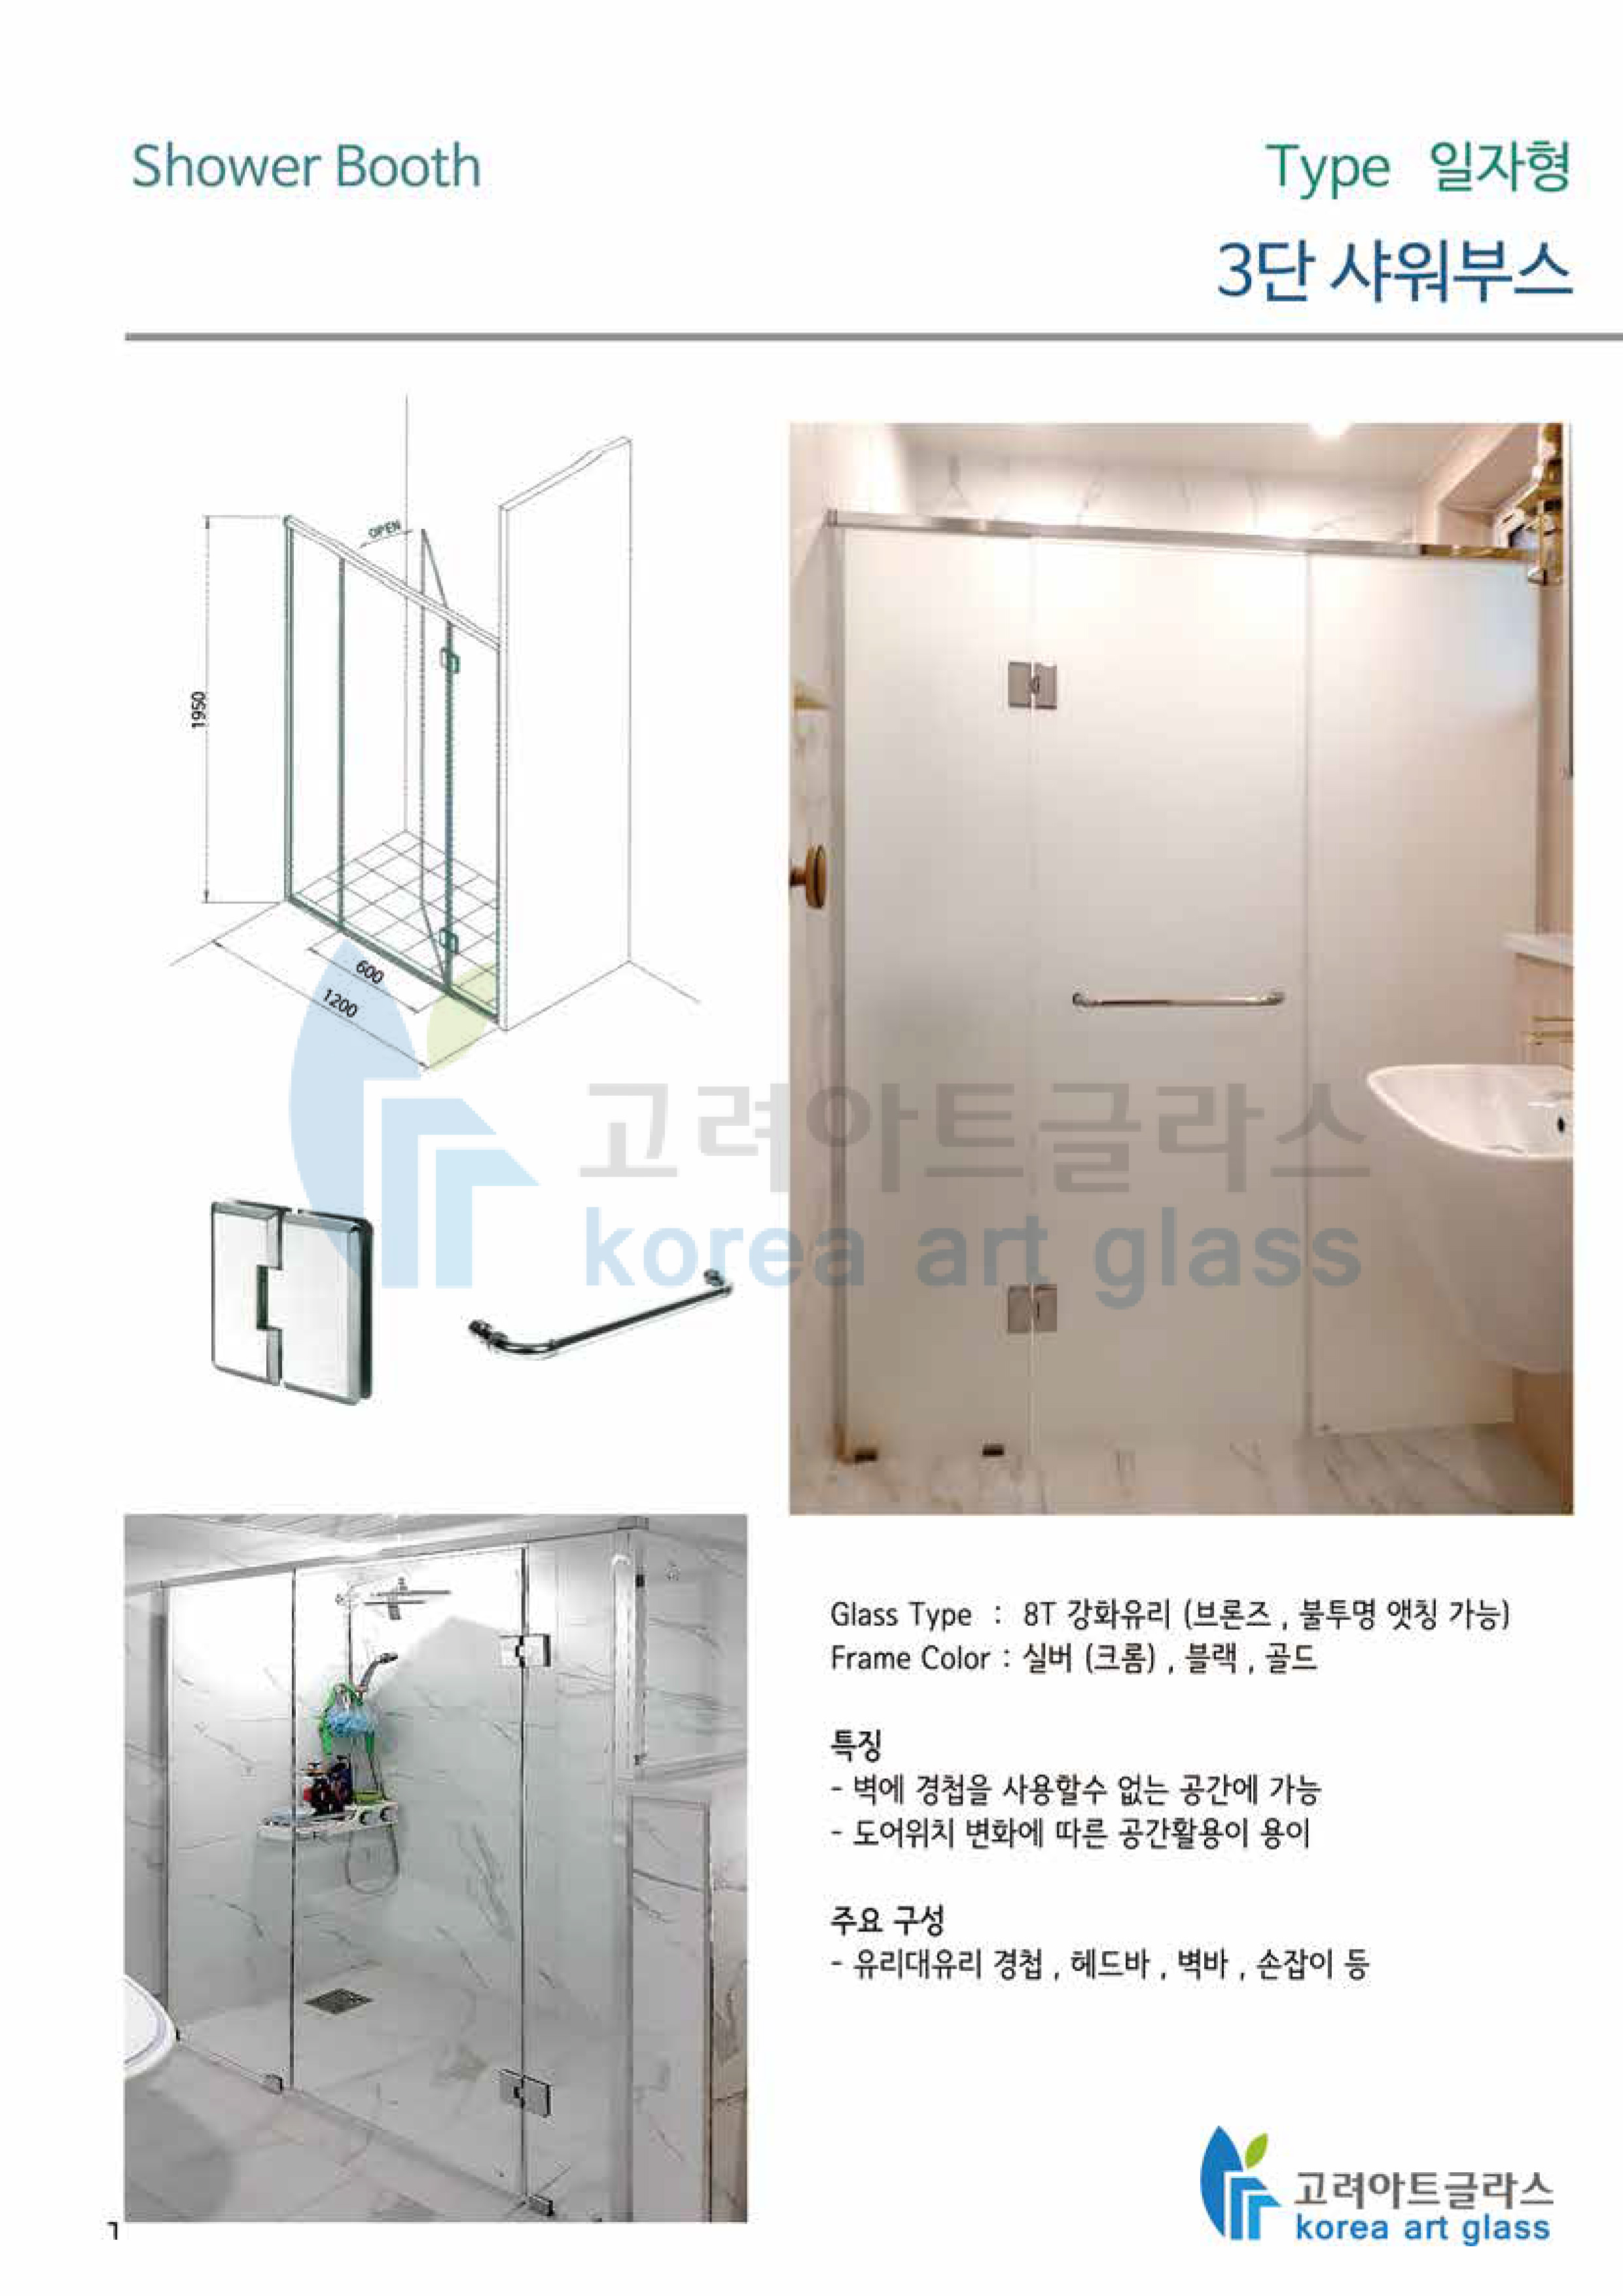 Shower Booth
Type 일자형
3단 샤워부스
OPEN
1950
600
1200
고려아트글라스
korea art glass
Glass Type : 8T 강화유리 (브론즈 , 불투명 앳칭 가능)
Frame Color : 실버 (크롬) , 블랙 , 골드
특징
- 벽에 경첩을 사용할수 없는 공간에 가능
- 도어위치 변화에 따른 공간활용이 용이
주요 구성
- 유리대유리 경첩 , 헤드바 , 벽바 , 손잡이 등
고려아트글라스
korea art glass
1